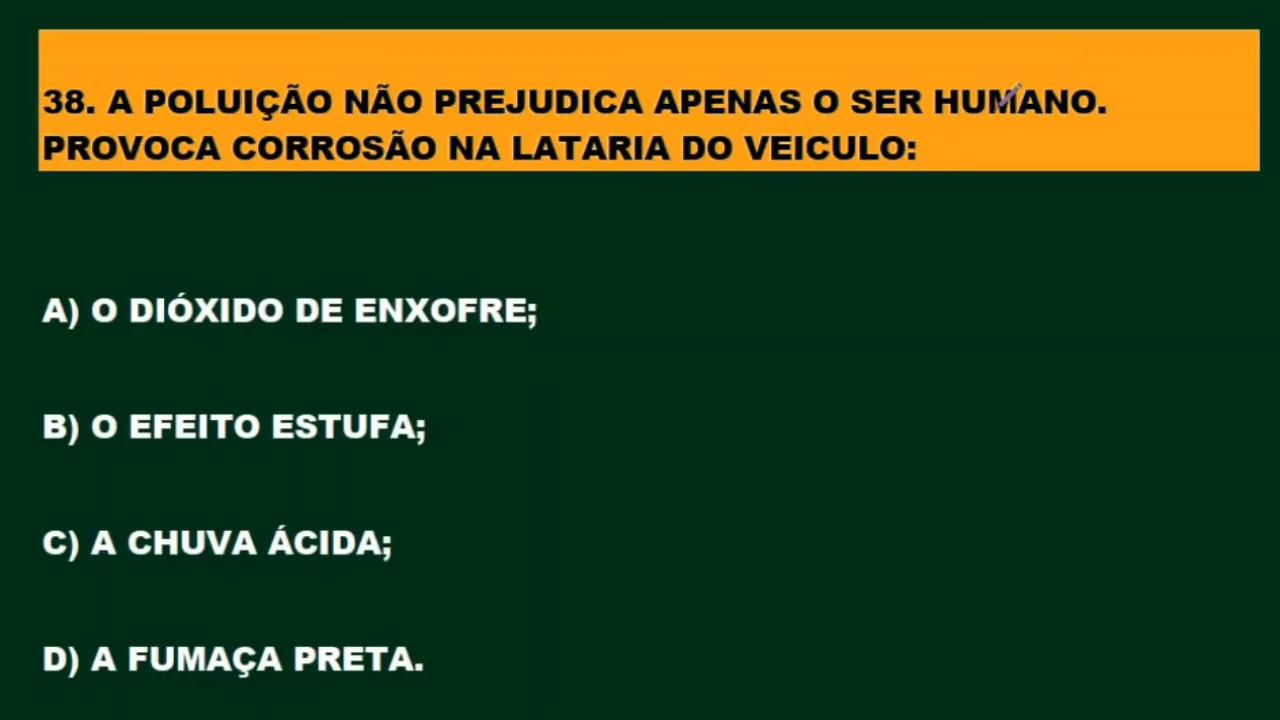 38. A POLUIÇÃO NÃO PREJUDICA APENAS O SER HUMANO.
PROVOCA CORROSÃO NA LATARIA DO VEICULO:
A) O DIÓXIDO DE ENXOFRE;
B) O EFEITO ESTUFA;
C) A CHUVA ÁCIDA;
D) A FUMAÇA PRETA.